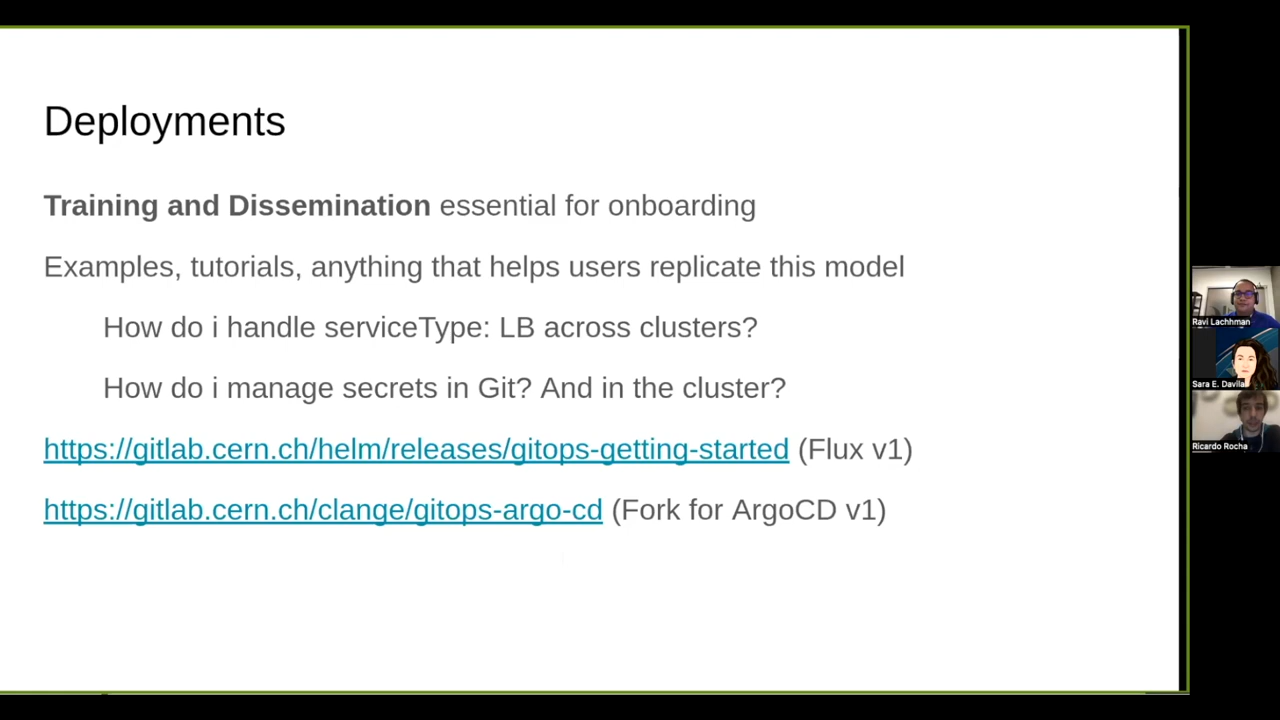 Deployments
Training and Dissemination essential for onboarding
Examples, tutorials, anything that helps users replicate this model
How do i handle serviceType: LB across clusters?
How do i manage secrets in Git? And in the cluster?
https://gitlab.cern.ch/helm/releases/gitops-getting-started (Flux v1)
https://gitlab.cern.ch/clange/gitops-argo-cd (Fork for ArgoCD v1)
Ravi Lachhman
Sara E. Davila
Ricardo Rocha